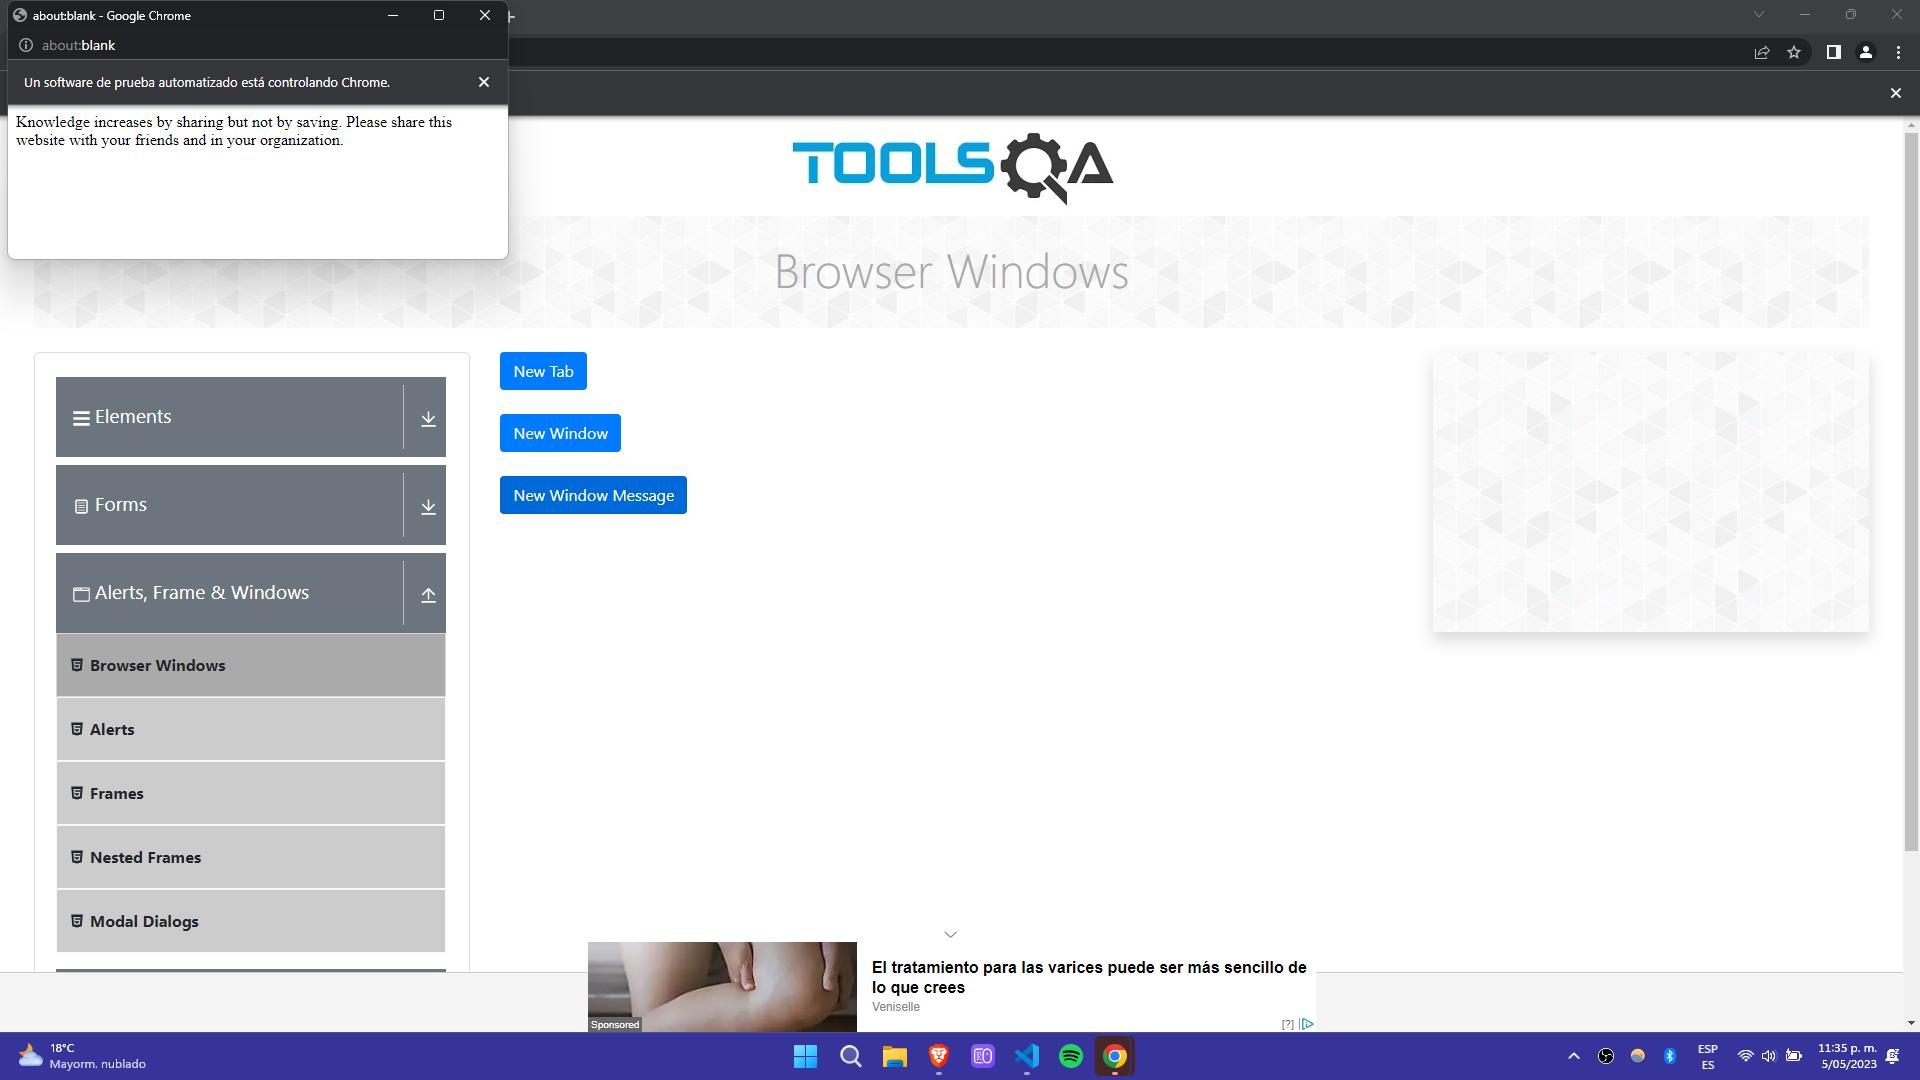 about:blank - Google Chrome
about:blank
Un software de prueba automatizado está controlando Chrome.
Knowledge increases by sharing but not by saving. Please share this
website with your friends and in your organization.
TOOLSQA
Browser Windows
Elements
Forms
Alerts, Frame & Windows
Browser Windows
Alerts
Frames
Nested Frames
Modal Dialogs
New Tab
New Window
New Window Message
El tratamiento para las varices puede ser más sencillo de
lo que crees
Veniselle
Sponsored
[?]
18°C
Mayorm. nublado
ESP
ES
11:35 p. m.
5/05/2023